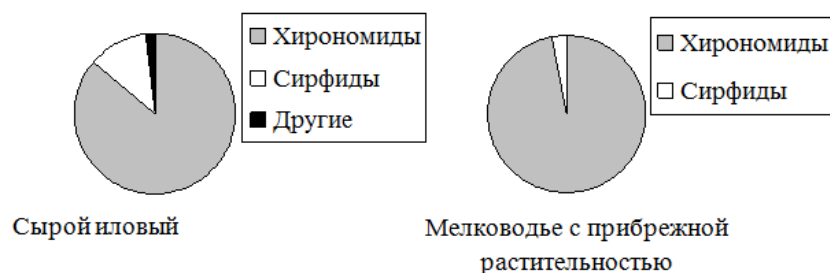 Хирономиды
Сирфиды
Другие
Сырой иловый
Хирономиды
Сирфиды
Мелководье с прибрежной
растительностью